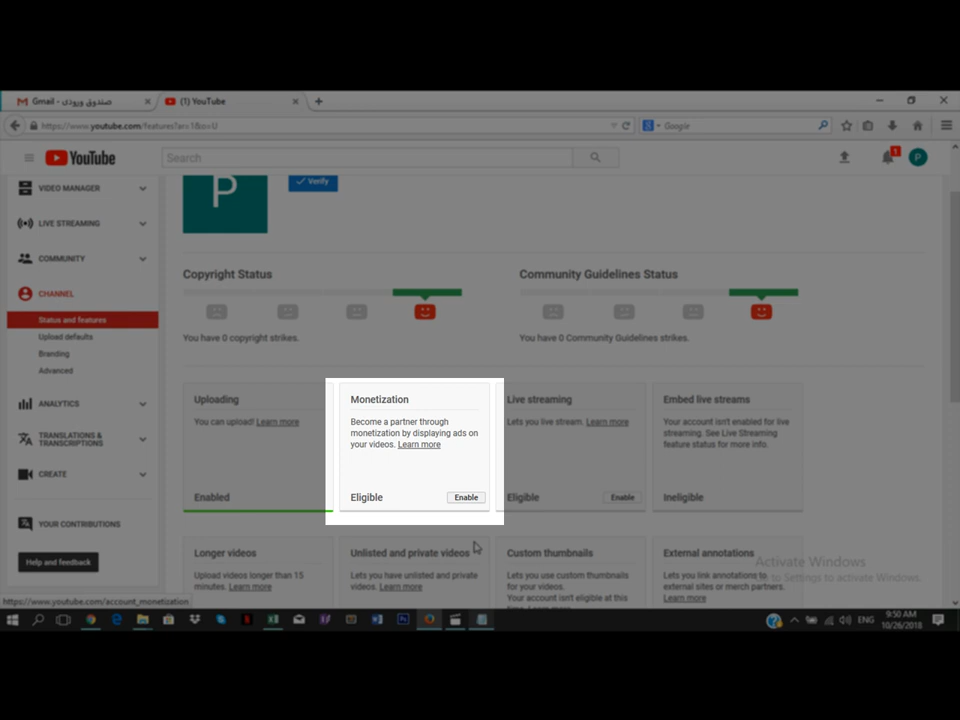 Gmail - صندوق ورودی
(1) YouTube
https://www.youtube.com/features?ar=1&o=U
Google
YouTube
Search
1
P
VIDEO MANAGER
P
Verify
LIVE STREAMING
COMMUNITY
CHANNEL
Status and features
Upload defaults
Branding
Advanced
ANALYTICS
TRANSLATIONS &
TRANSCRIPTIONS
CREATE
YOUR CONTRIBUTIONS
Help and feedback
Copyright Status
You have 0 copyright strikes.
Community Guidelines Status
You have 0 Community Guidelines strikes.
Uploading
You can upload! Learn more
Enabled
Monetization
Become a partner through
monetization by displaying ads on
your videos. Learn more
Eligible
Enable
Live streaming
Lets you live stream. Learn more
Eligible
Enable
Embed live streams
Your account isn't enabled for live
streaming. See Live Streaming
feature status for more info.
Ineligible
Longer videos
Upload videos longer than 15
minutes. Learn more
Unlisted and private videos
Lets you have unlisted and private
videos. Learn more
Custom thumbnails
Lets you use custom thumbnails
for your videos.
Your account isn't eligible at this
time. Learn more
External annotations
Lets you link annotations to
external sites or merch partners.
Learn more
Activate Windows
to Settings to activate Windows.
https://www.youtube.com/account_monetization
ENG
9:50 AM
10/26/2018